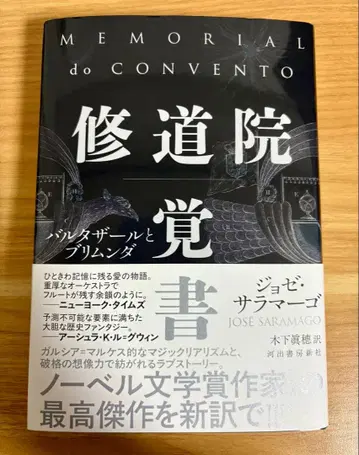 MEMORIAL
do CONVENTO
修道院
覚
書
バルタザールと
ブリムンダ
ひときわ記憶に残る愛の物語。
重厚なオーケストラで
フルートが残す余韻のように。
——ニューヨーク・タイムズ
予測不可能な要素に満ちた
大胆な歴史ファンタジー。
——アーシュラ・K・ル=グウィン
ジョゼ・
サラマーゴ
JOSÉ SARAMAGO
木下眞穂 訳
河出書房新社
ガルシア=マルケス的なマジックリアリズムと、
破格の想像力で紡がれるラブストーリー。
ノーベル文学賞作家の
最高傑作を新訳で!!!